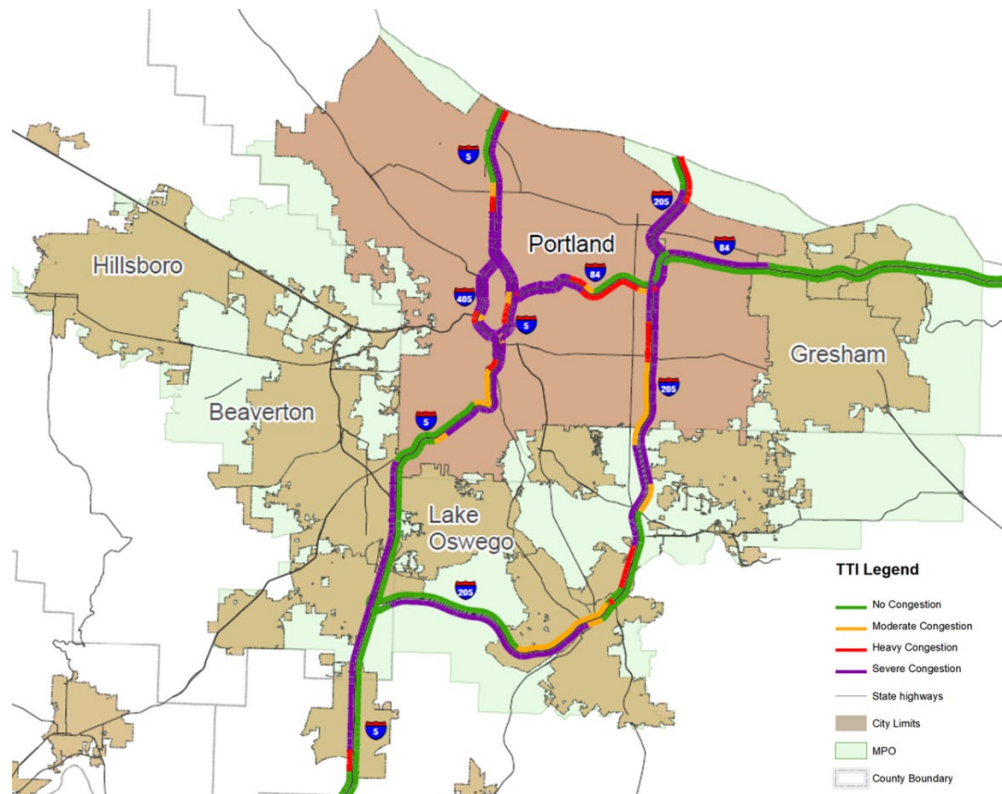 5
205
Portland
84
84
Hillsboro
405
5
Gresham
205
Beaverton
5
Lake
Oswego
205
5
TTI Legend
No Congestion
Moderate Congestion
Heavy Congestion
Severe Congestion
State highways
City Limits
MPO
County Boundary